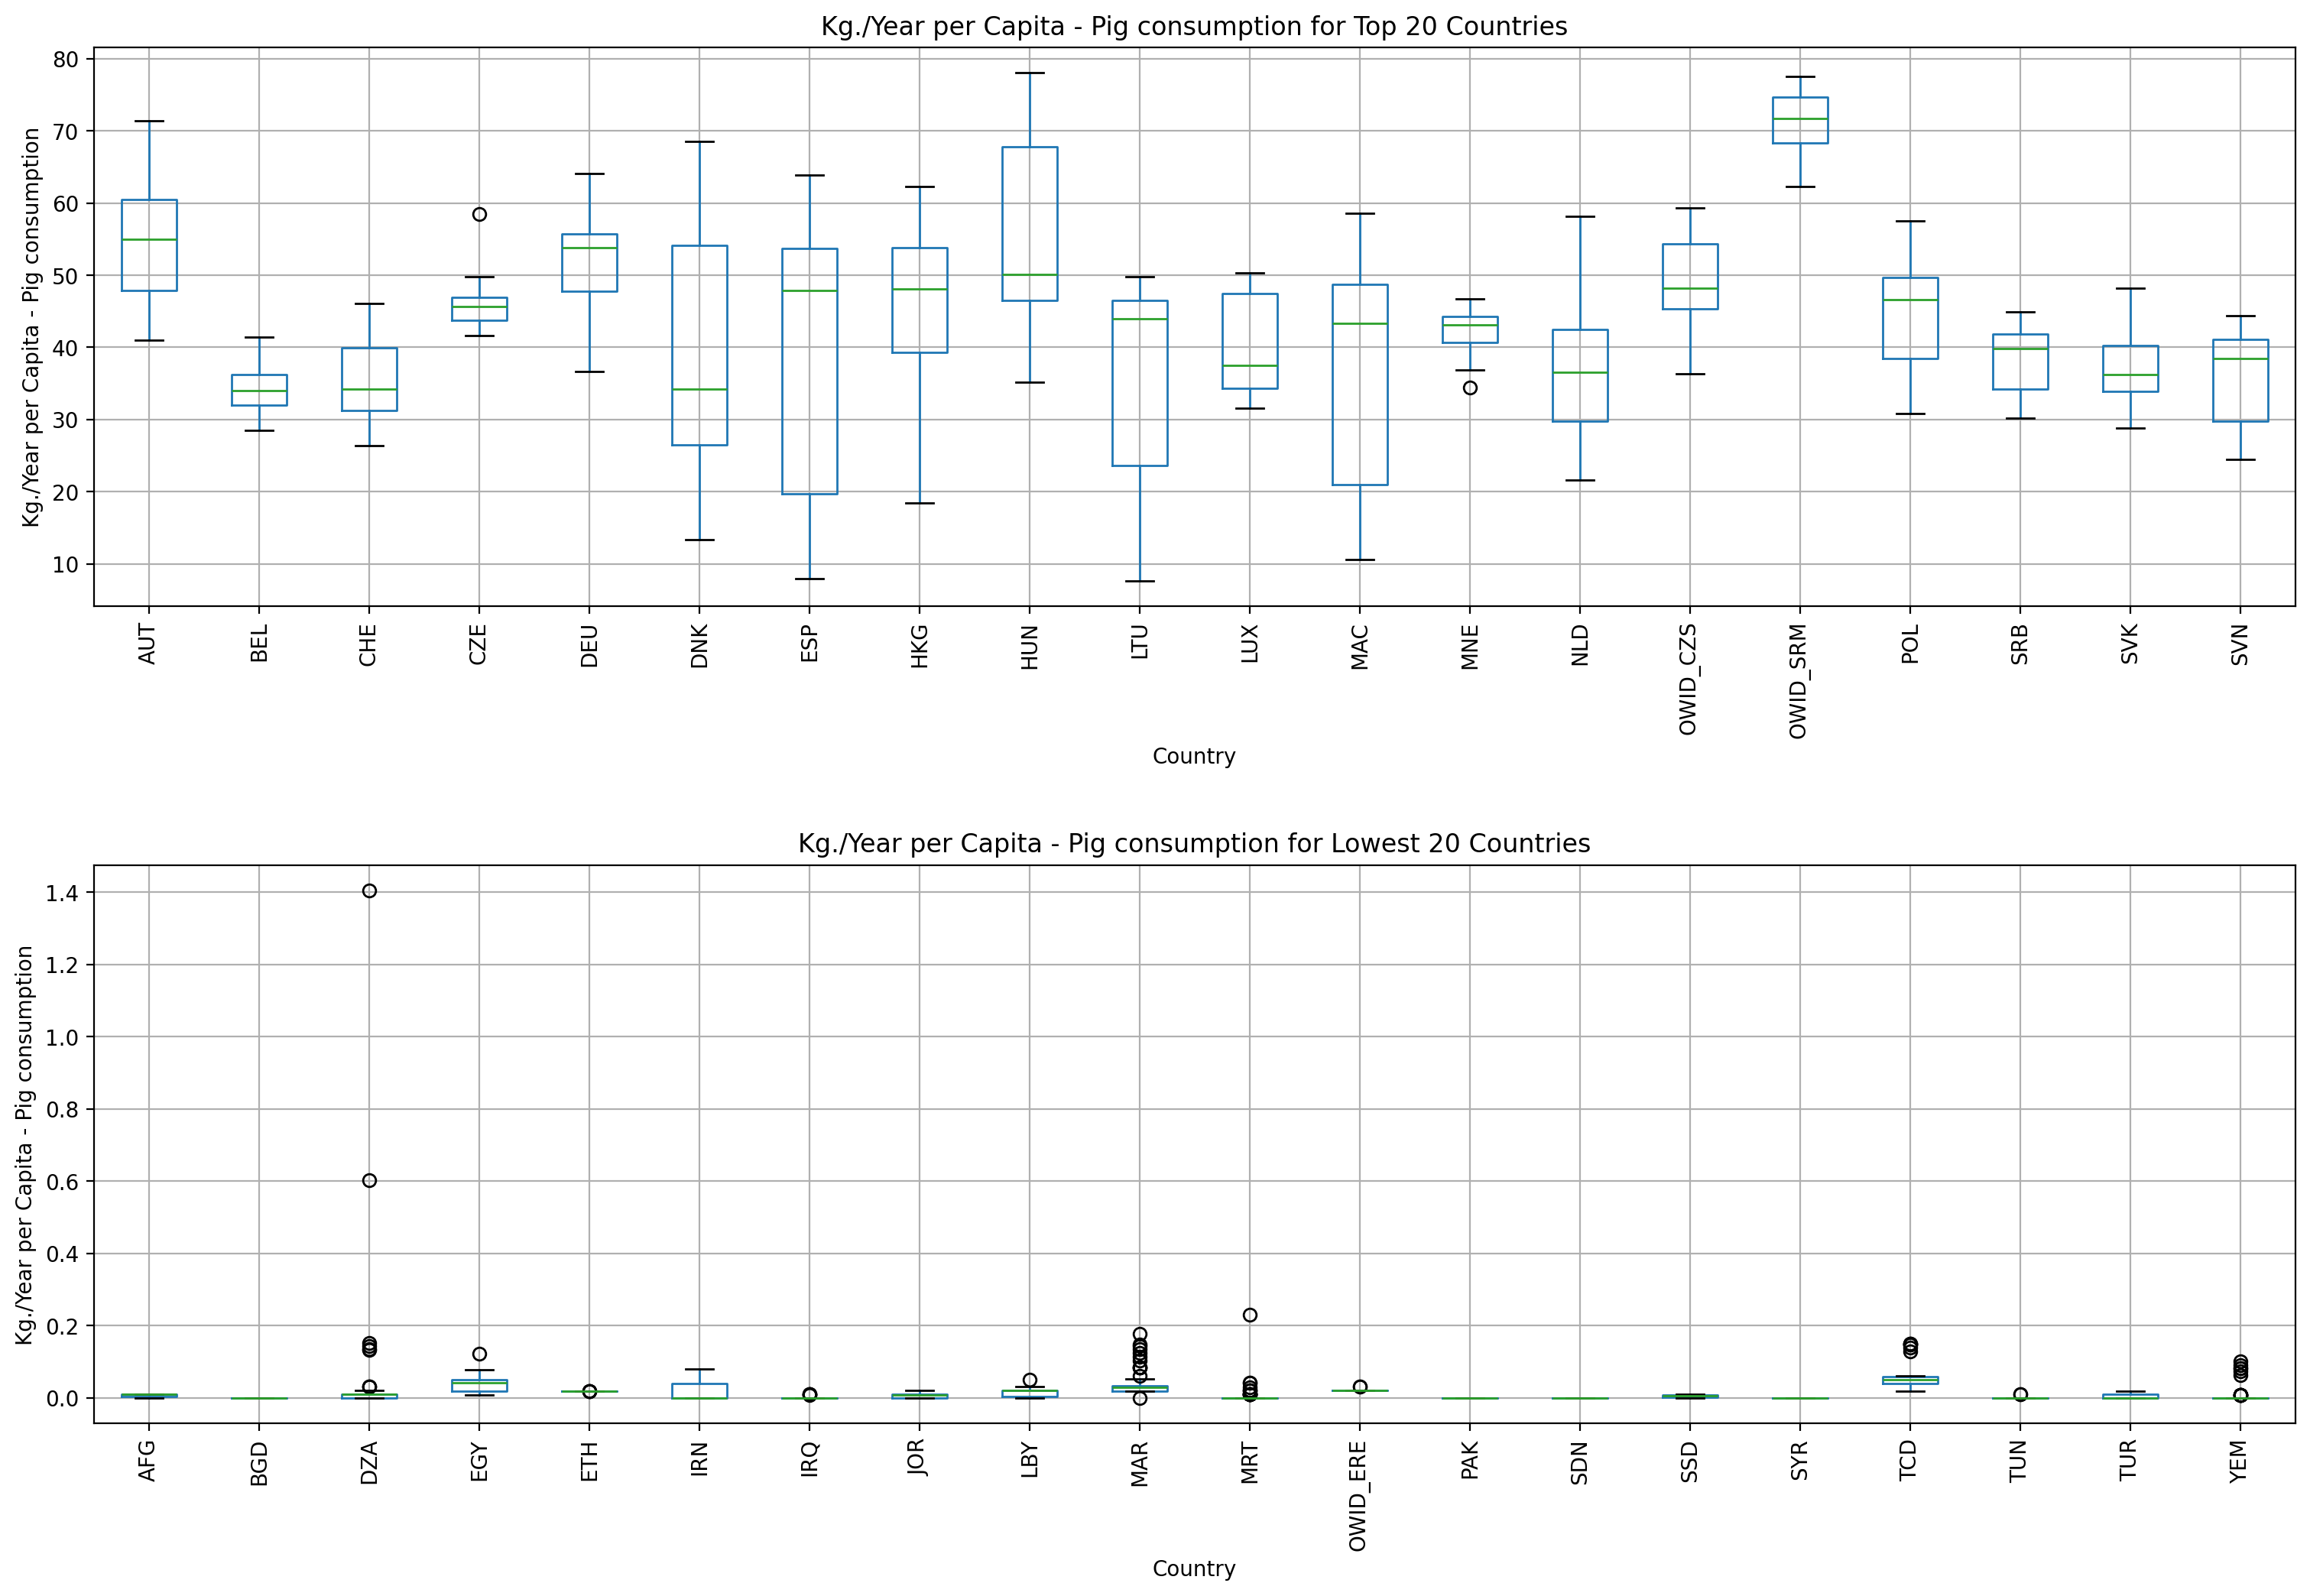 Kg./Year per Capita - Pig consumption for Top 20 Countries
Kg./Year per Capita - Pig consumption
80
70
60
50
40
30
20
10
AUT BEL CHE CZE DEU DNK ESP HKG HUN LTU LUX MAC MNE NLD OWID_CZS OWID_SRM POL SRB SVK SVN
Country
Kg./Year per Capita - Pig consumption for Lowest 20 Countries
Kg./Year per Capita - Pig consumption
1.4
1.2
1.0
0.8
0.6
0.4
0.2
0.0
AFG BGD DZA EGY ETH IRN IRQ JOR LBY MAR MRT OWID_ERE PAK SDN SSD SYR TCD TUN TUR YEM
Country